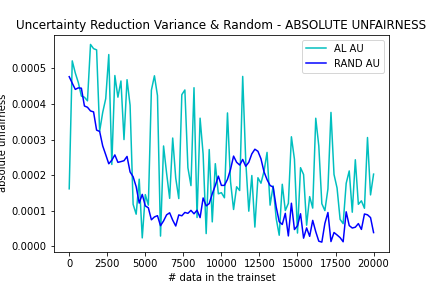 Uncertainty Reduction Variance & Random - ABSOLUTE UNFAIRNESS
AL AU
RAND AU
absolute unfairness
0.0005
0.0004
0.0003
0.0002
0.0001
0.0000
0 2500 5000 7500 10000 12500 15000 17500 20000
# data in the trainset